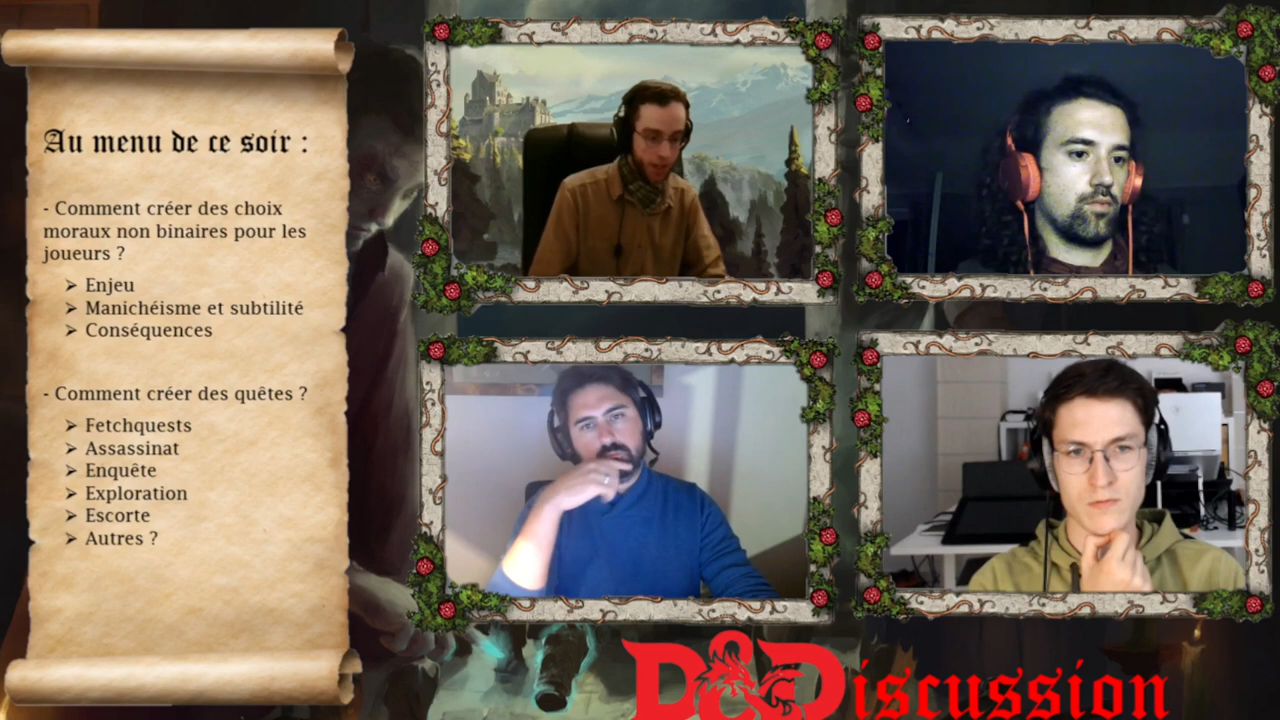 Au menu de ce soir :
- Comment créer des choix
moraux non binaires pour les
joueurs ?
➤ Enjeu
➤ Manichéisme et subtilité
➤ Conséquences
- Comment créer des quêtes ?
➤ Fetchquests
➤ Assassinat
➤ Enquête
➤ Exploration
➤ Escorte
➤ Autres ?
D&Discussion